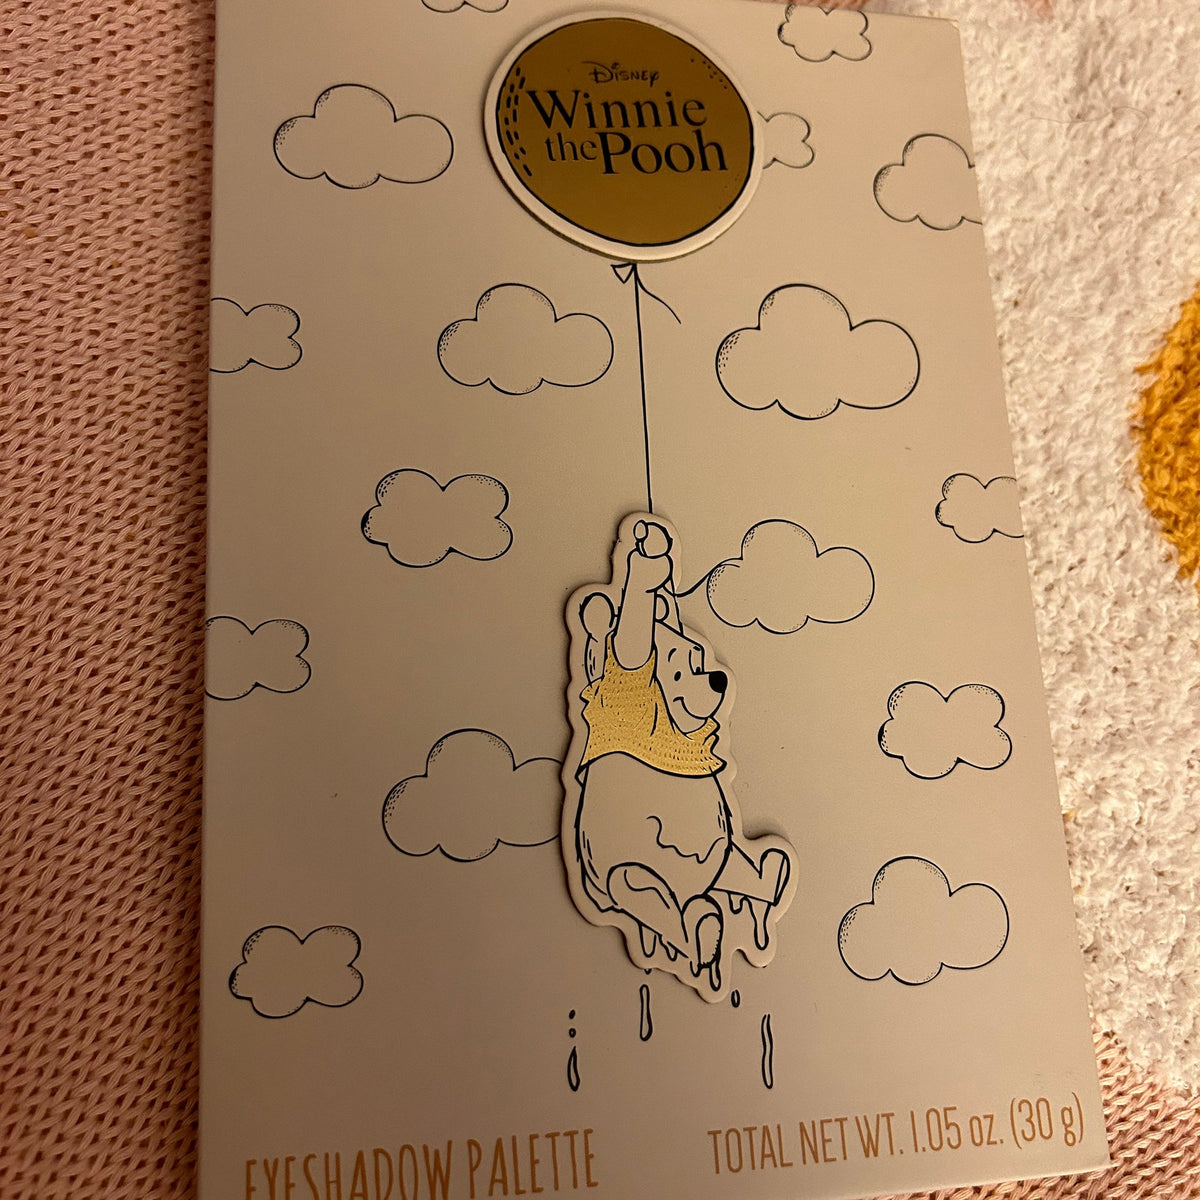 Disney
Winnie
the Pooh
EYESHADOW PALETTE
TOTAL NET WT. 1.05 oz. (30 g)